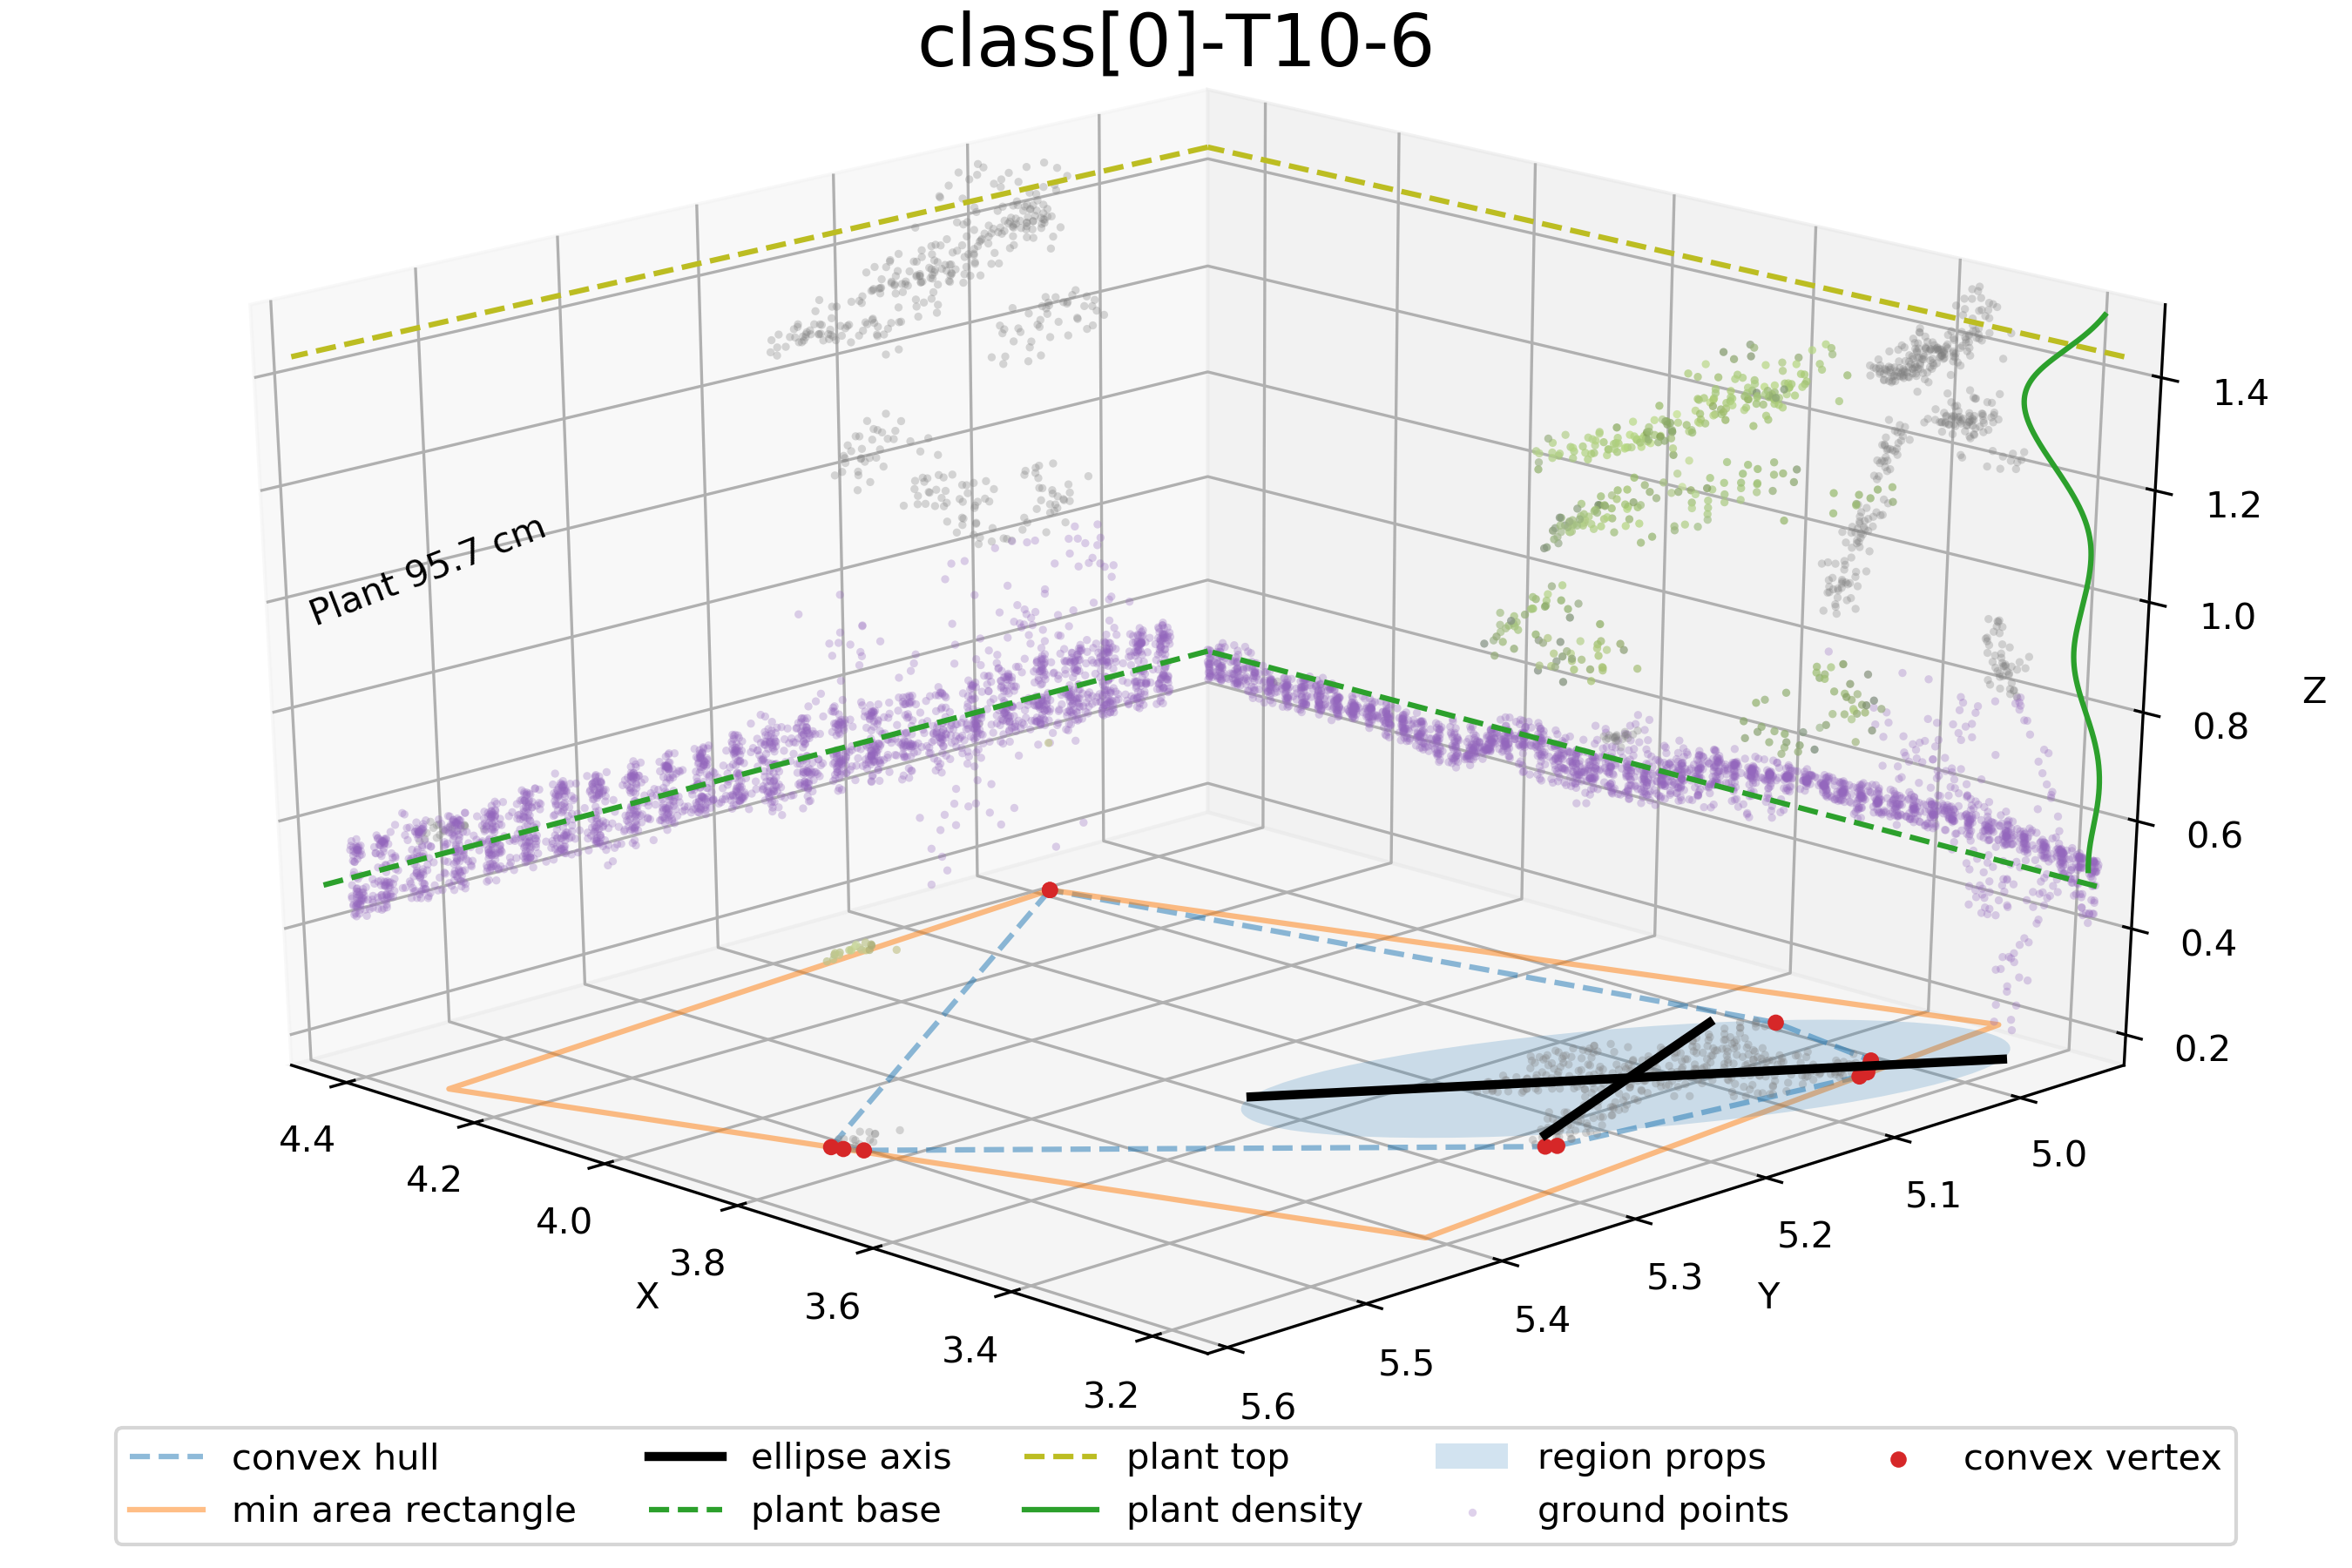 class[0]-T10-6
Plant 95.7 cm
1.4
1.2
1.0
0.8
Z
0.6
0.4
0.2
4.4
4.2
4.0
3.8
3.6
3.4
3.2
X
5.0
5.1
5.2
5.3
5.4
5.5
5.6
Y
convex hull
min area rectangle
ellipse axis
plant base
plant top
plant density
region props
ground points
convex vertex